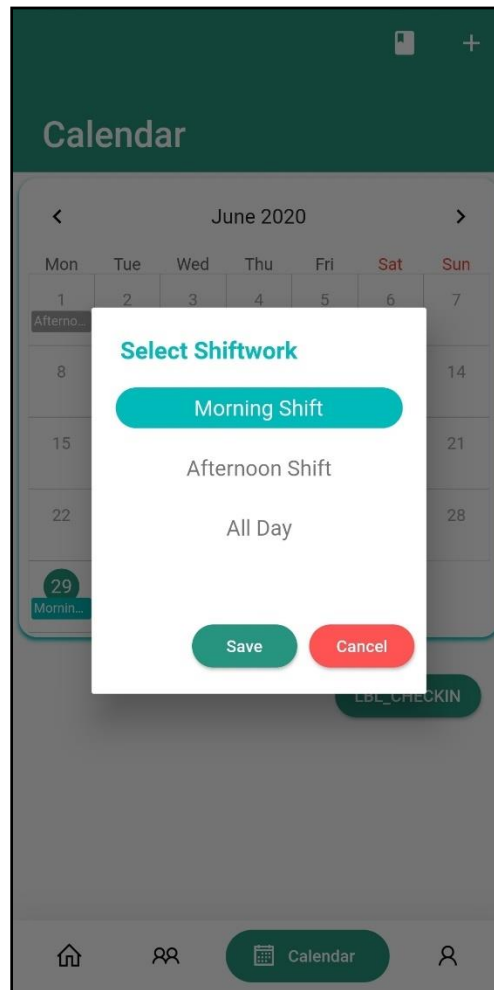 Calendar
June 2020
Mon Tue Wed Thu Fri Sat Sun
1 2 3 4 5 6 7
Afterno...
Select Shiftwork
8 14
Morning Shift
15 21
Afternoon Shift
22 28
All Day
29
Mornin...
Save Cancel
LBL_CHECKIN
Calendar